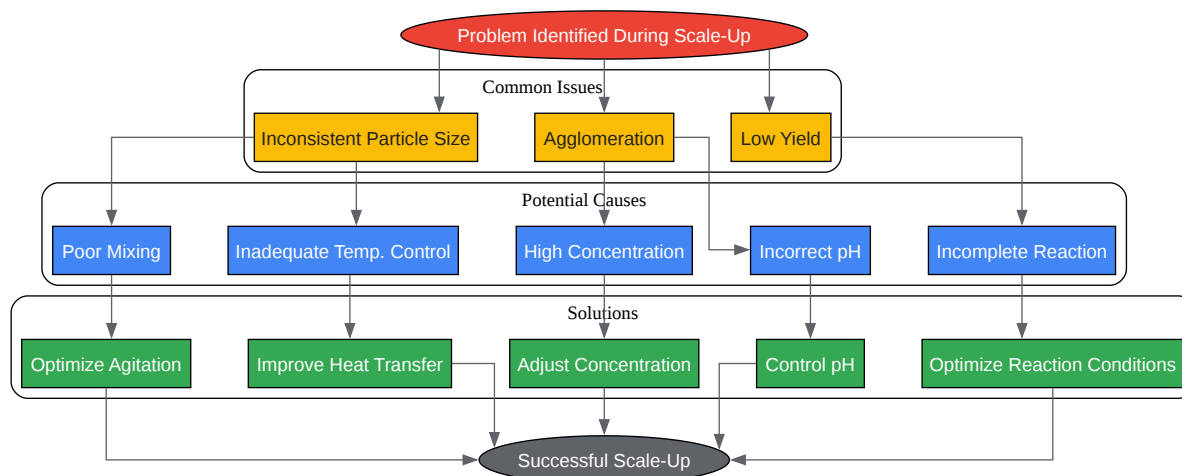 Problem Identified During Scale-Up
Common Issues
Inconsistent Particle Size
Agglomeration
Low Yield
Potential Causes
Poor Mixing
Inadequate Temp. Control
High Concentration
Incorrect pH
Incomplete Reaction
Solutions
Optimize Agitation
Improve Heat Transfer
Adjust Concentration
Control pH
Optimize Reaction Conditions
Successful Scale-Up